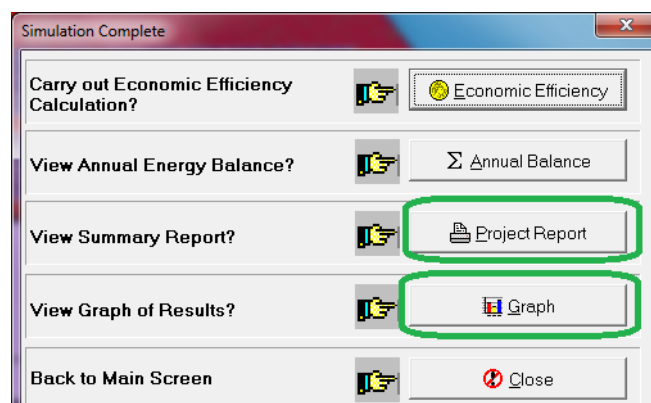 Simulation Complete
Carry out Economic Efficiency
Calculation?
Economic Efficiency
View Annual Energy Balance?
Σ Annual Balance
View Summary Report?
Project Report
View Graph of Results?
Graph
Back to Main Screen
Close